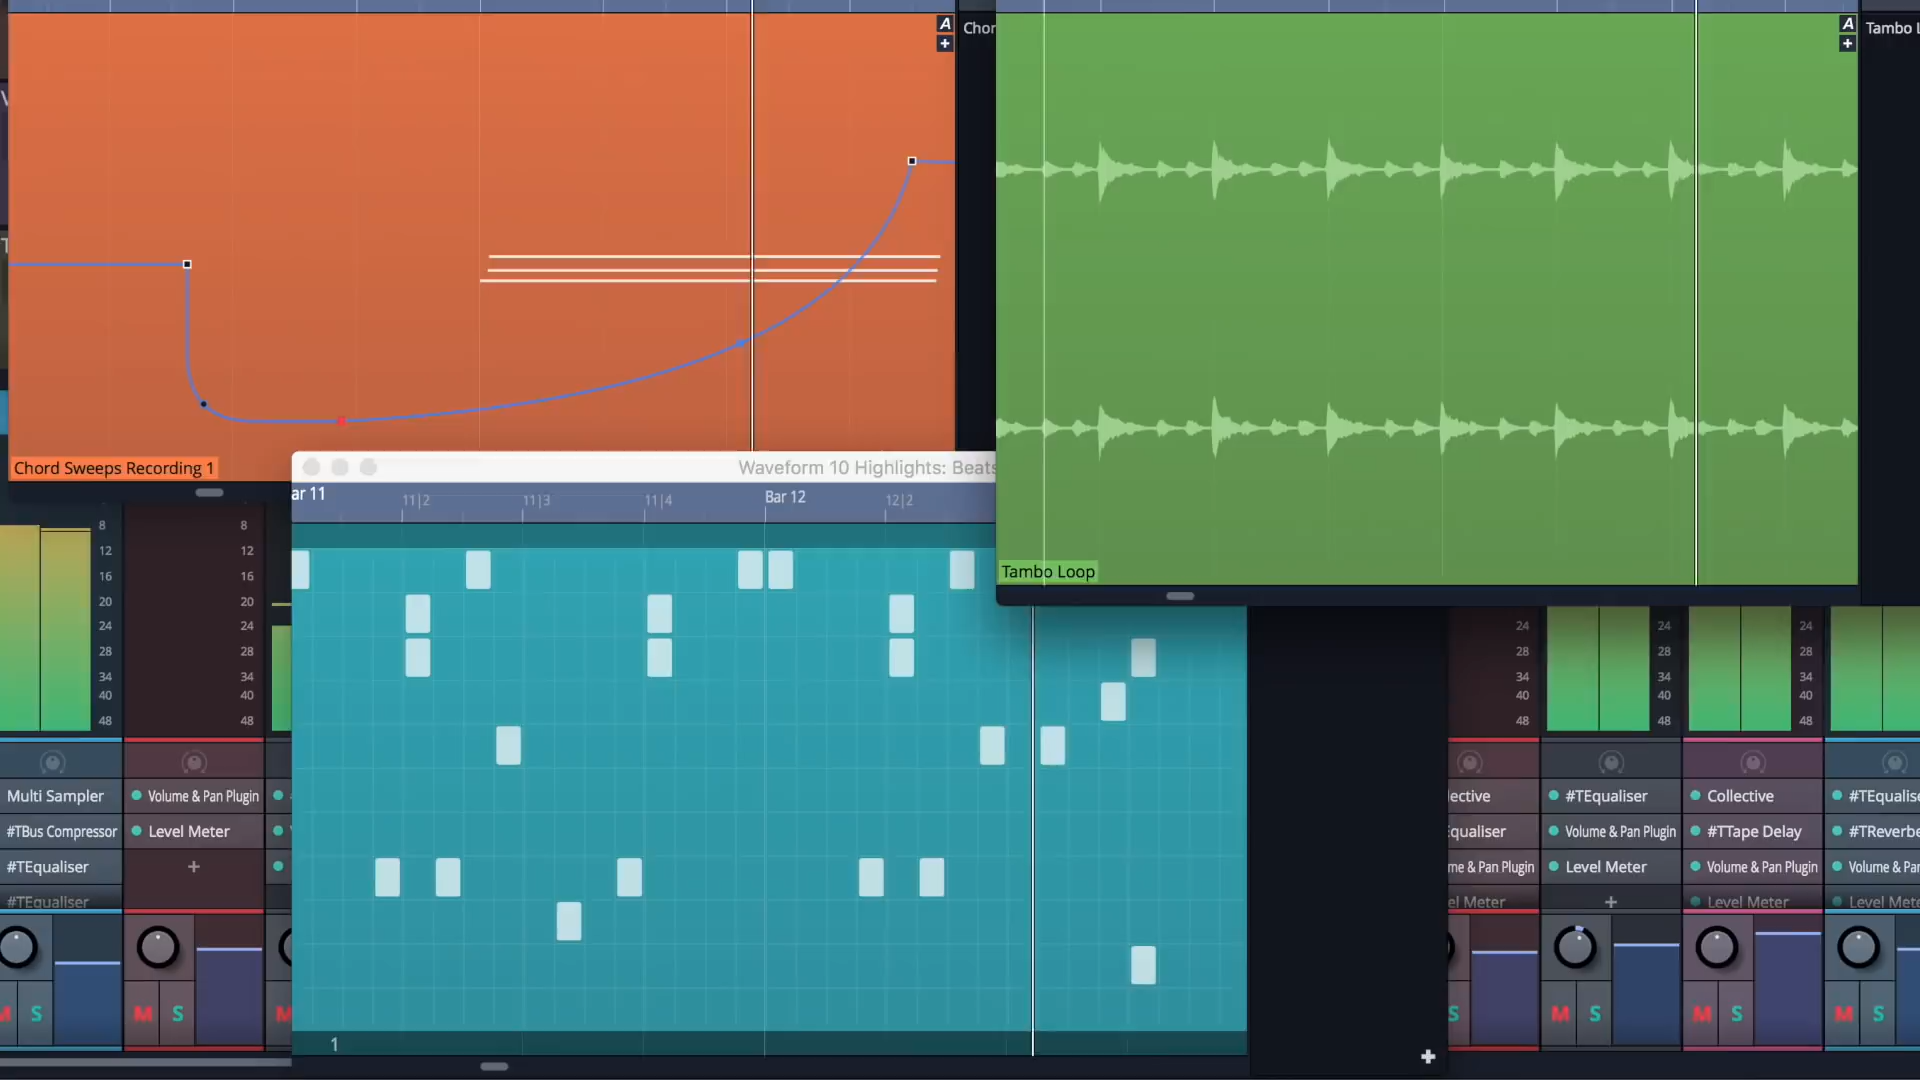 A
+
Chor
A
+
Tambo L
Chord Sweeps Recording 1
Waveform 10 Highlights: Beats
ar 11
11|2
11|3
11|4
Bar 12
12|2
Tambo Loop
8
12
16
20
24
28
34
40
48
8
12
16
20
24
28
34
40
48
24
28
34
40
48
24
28
34
40
48
24
28
34
40
48
Multi Sampler
#TBus Compressor
#TEqualiser
#TEqualiser
Volume & Pan Plugin
Level Meter
+
lective
qualiser
me & Pan Plugin
el Meter
#TEqualiser
Volume & Pan Plugin
Level Meter
+
Collective
#TTape Delay
Volume & Pan Plugin
Level Meter
#TEqualise
#TReverbe
Volume & Pan
Level Mete
M S
M S
M
S
M S
M S
M S
1
+